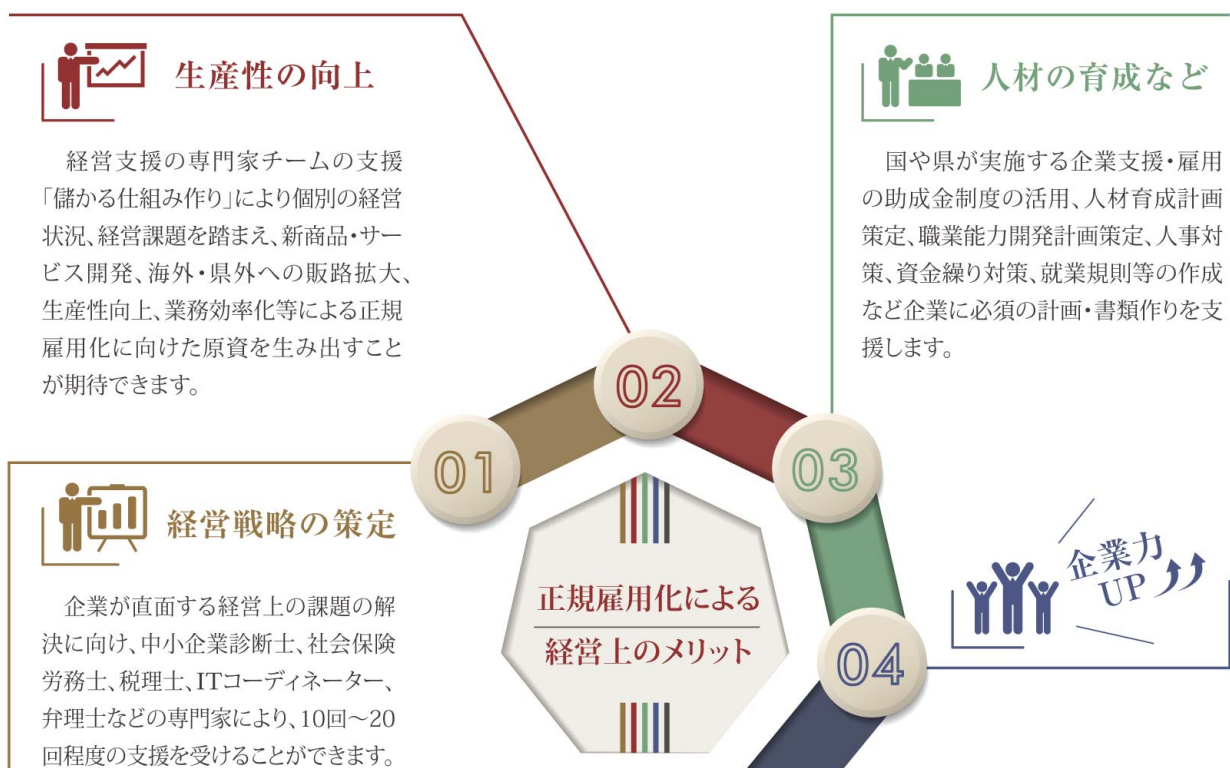 生産性の向上
経営支援の専門家チームの支援
「儲かる仕組み作り」により個別の経営
状況、経営課題を踏まえ、新商品・サー
ビス開発、海外・県外への販路拡大、
生産性向上、業務効率化等による正規
雇用化に向けた原資を生み出すこと
が期待できます。
人材の育成など
国や県が実施する企業支援・雇用
の助成金制度の活用、人材育成計画
策定、職業能力開発計画策定、人事対
策、資金繰り対策、就業規則等の作成
など企業に必須の計画・書類作りを支
援します。
01
02
03
04
経営戦略の策定
企業が直面する経営上の課題の解
決に向け、中小企業診断士、社会保険
労務士、税理士、ITコーディネーター、
弁理士などの専門家により、10回〜20
回程度の支援を受けることができます。
正規雇用化による
経営上のメリット
企業力
UP